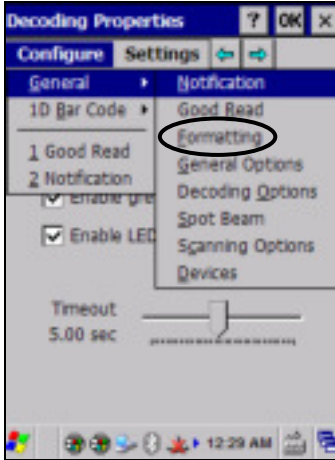 Decoding Properties ? OK ×
Configure Settings
General Notification
1D Bar Code Good Read
Formatting
1 Good Read General Options
2 Notification Decoding Options
Enable gre Spot Beam
Enable LED Scanning Options
Devices
Timeout
5.00 sec
12:29 AM